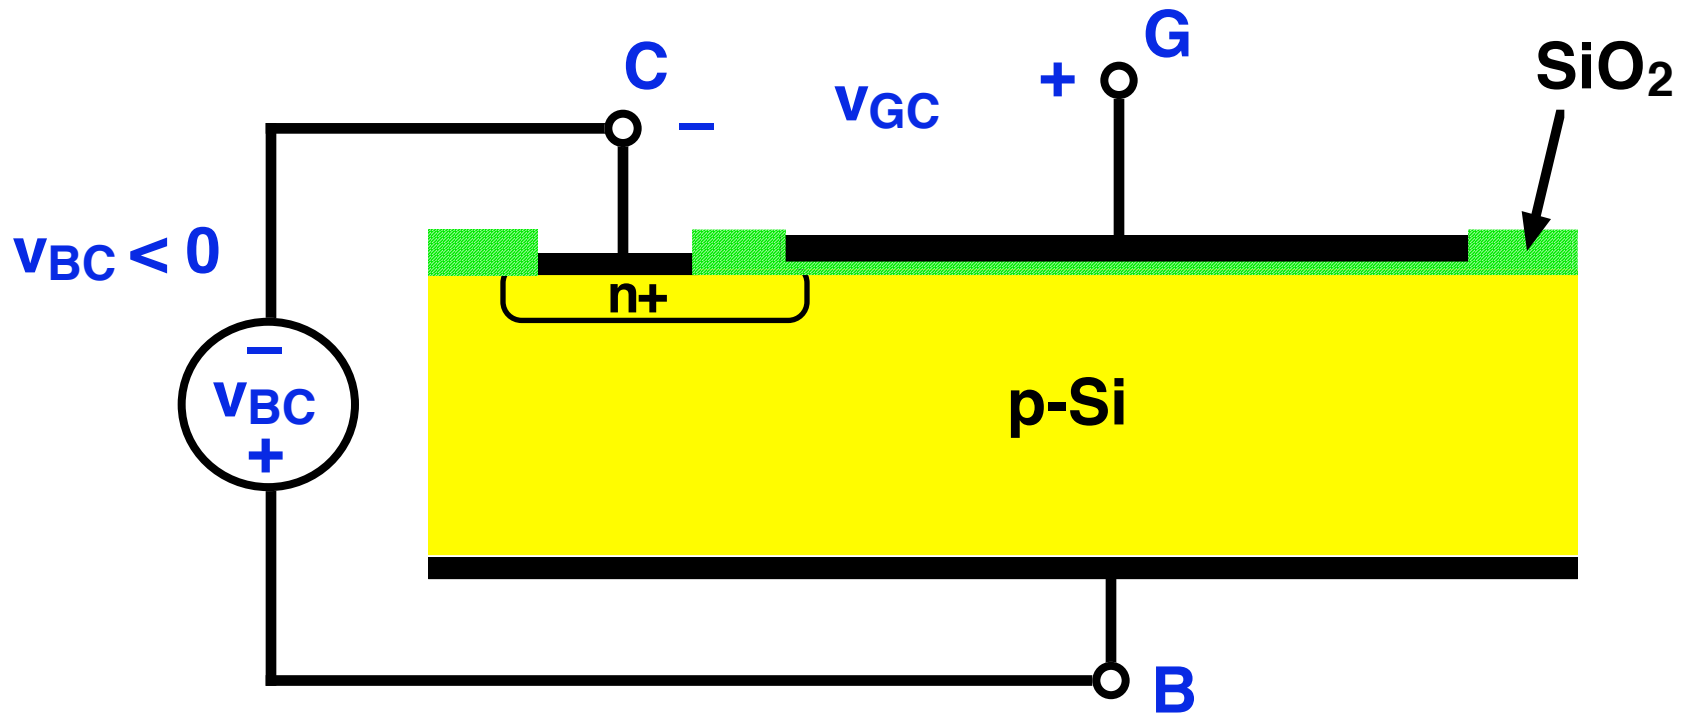 C
G
+
–
vGC
SiO2
vBC < 0
n+
–
vBC
+
p-Si
B